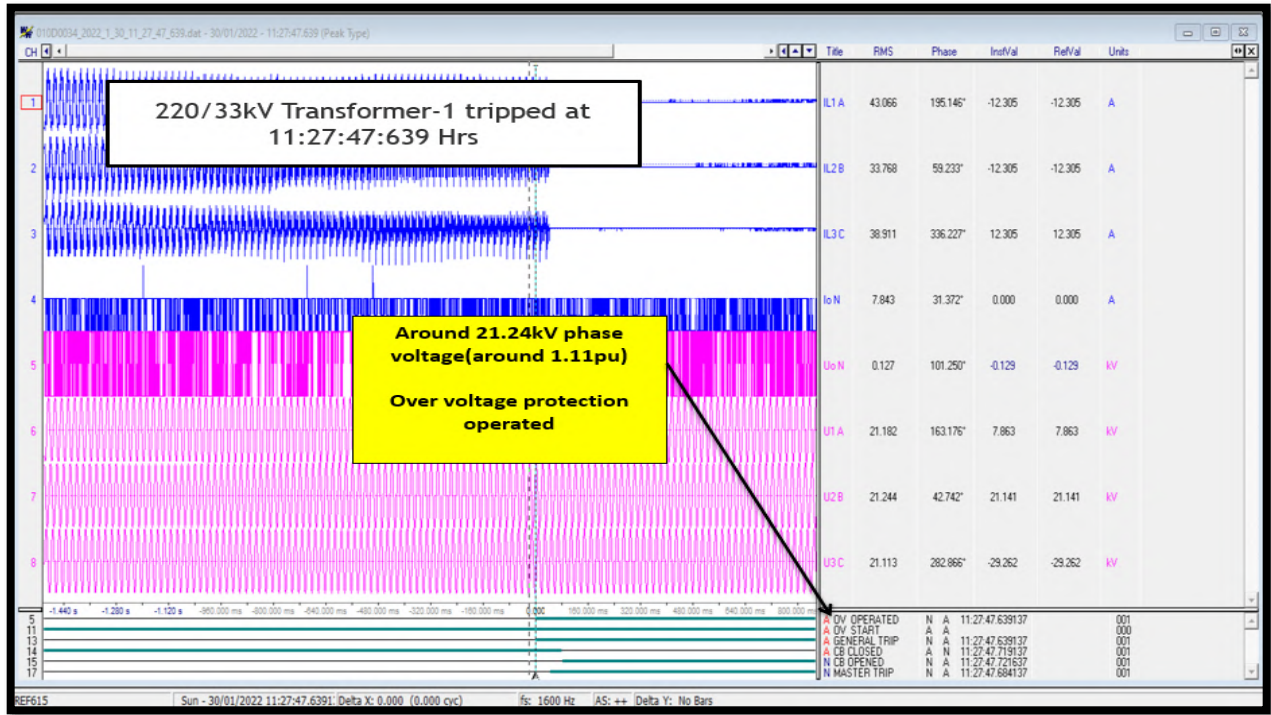 010D0034_2022_1_30_11_27_47_639.dat - 30/01/2022 - 11:27:47.639 (Peak Type)
CH
Title RMS Phase InstVal RefVal Units
220/33kV Transformer-1 tripped at
11:27:47:639 Hrs
1 IL1 A 43.066 195.146° -12.305 -12.305 A
2 IL2 B 33.768 59.233° -12.305 -12.305 A
3 IL3 C 38.911 336.227° 12.305 12.305 A
4 Io N 7.843 31.372° 0.000 0.000 A
Around 21.24kV phase
voltage(around 1.11pu)
Over voltage protection
operated
5 Uo N 0.127 101.250° -0.129 -0.129 kV
6 U1 A 21.182 163.176° 7.863 7.863 kV
7 U2 B 21.244 42.742° 21.141 21.141 kV
8 U3 C 21.113 282.866° -29.262 -29.262 kV
-1.440 s -1.280 s -1.120 s -960.000 ms -800.000 ms -640.000 ms -480.000 ms -320.000 ms -160.000 ms 0.000 160.000 ms 320.000 ms 480.000 ms 640.000 ms 800.000 ms
5 A OV OPERATED N A 11:27:47.639137 001
11 A OV START A A 000
13 A GENERAL TRIP N A 11:27:47.639137 001
14 A CB CLOSED A N 11:27:47.719137 001
15 N CB OPENED N A 11:27:47.721637 001
17 N MASTER TRIP N A 11:27:47.684137 001
A
REF615 Sun - 30/01/2022 11:27:47.6391 Delta X: 0.000 (0.000 cyc) fs: 1600 Hz AS: ++ Delta Y: No Bars